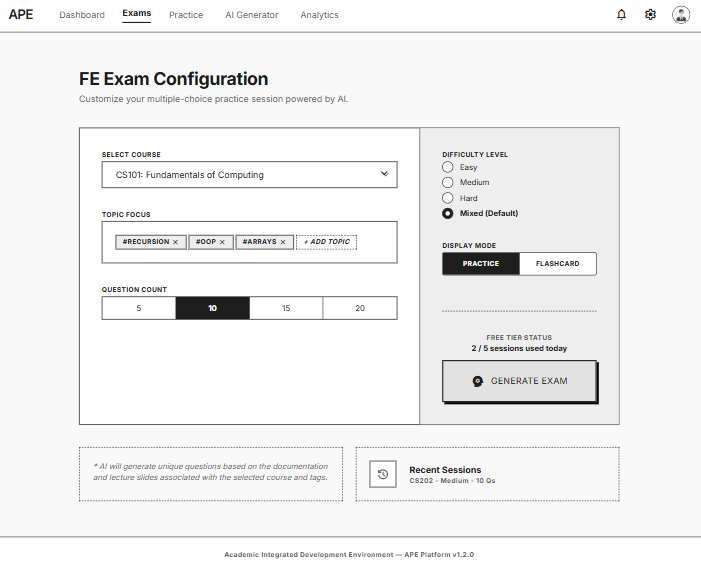 APE
Dashboard
Exams
Practice
AI Generator
Analytics
FE Exam Configuration
Customize your multiple-choice practice session powered by AI.
SELECT COURSE
CS101: Fundamentals of Computing
TOPIC FOCUS
#RECURSION ×
#OOP ×
#ARRAYS ×
+ ADD TOPIC
QUESTION COUNT
5
10
15
20
DIFFICULTY LEVEL
Easy
Medium
Hard
Mixed (Default)
DISPLAY MODE
PRACTICE
FLASHCARD
FREE TIER STATUS
2 / 5 sessions used today
GENERATE EXAM
* AI will generate unique questions based on the documentation
and lecture slides associated with the selected course and tags.
Recent Sessions
CS202 - Medium - 10 Qs
Academic Integrated Development Environment — APE Platform v1.2.0